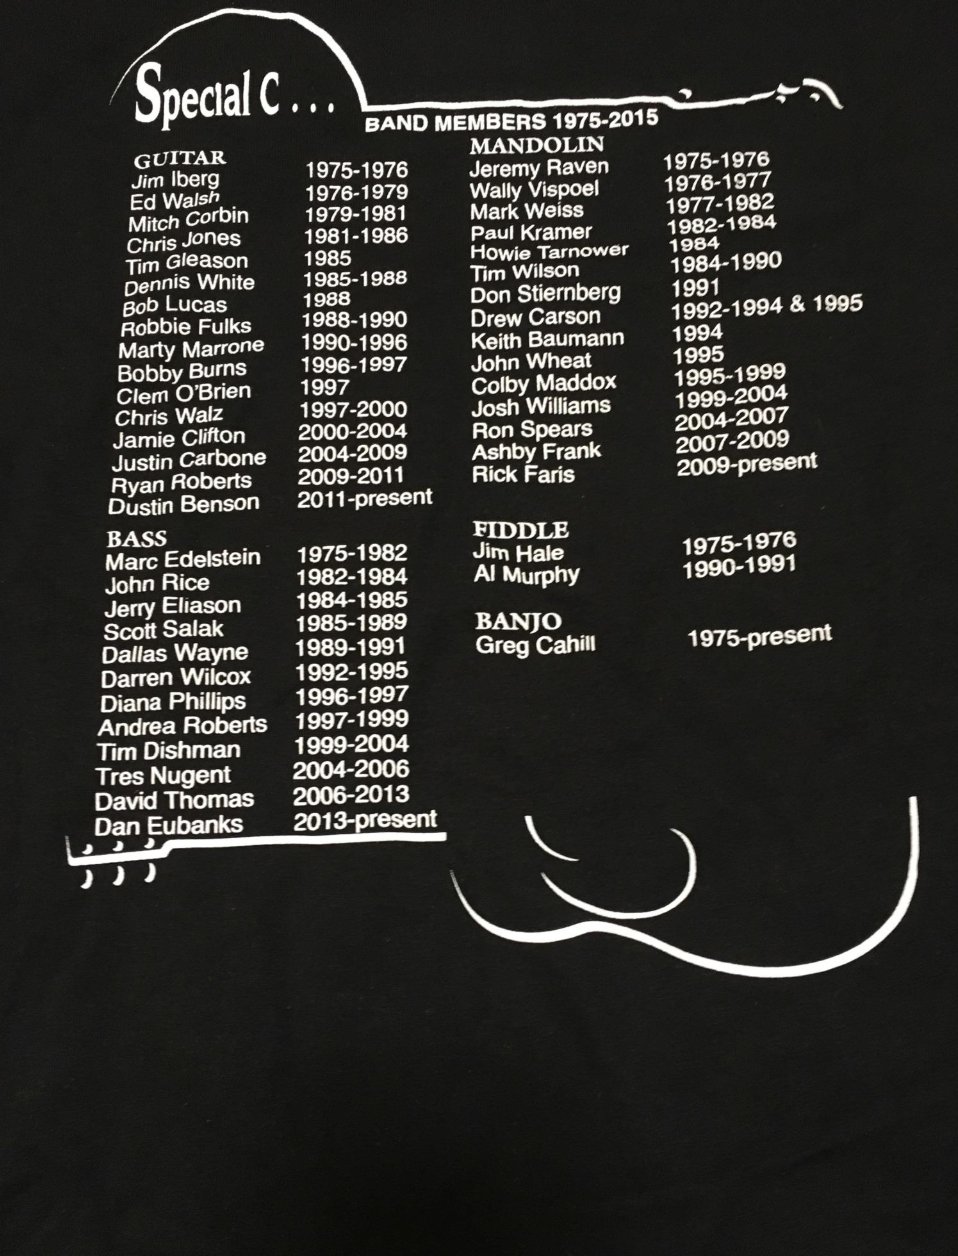 Special C...
BAND MEMBERS 1975-2015
GUITAR
Jim Iberg 1975-1976
Ed Walsh 1976-1979
Mitch Corbin 1979-1981
Chris Jones 1981-1986
Tim Gleason 1985
Dennis White 1985-1988
Bob Lucas 1988
Robbie Fulks 1988-1990
Marty Marrone 1990-1996
Bobby Burns 1996-1997
Clem O'Brien 1997
Chris Walz 1997-2000
Jamie Clifton 2000-2004
Justin Carbone 2004-2009
Ryan Roberts 2009-2011
Dustin Benson 2011-present
BASS
Marc Edelstein 1975-1982
John Rice 1982-1984
Jerry Eliason 1984-1985
Scott Salak 1985-1989
Dallas Wayne 1989-1991
Darren Wilcox 1992-1995
Diana Phillips 1996-1997
Andrea Roberts 1997-1999
Tim Dishman 1999-2004
Tres Nugent 2004-2006
David Thomas 2006-2013
Dan Eubanks 2013-present
MANDOLIN
Jeremy Raven 1975-1976
Wally Vispoel 1976-1977
Mark Weiss 1977-1982
Paul Kramer 1982-1984
Howie Tarnower 1984
Tim Wilson 1984-1990
Don Stiernberg 1991
Drew Carson 1992-1994 & 1995
Keith Baumann 1994
John Wheat 1995
Colby Maddox 1995-1999
Josh Williams 1999-2004
Ron Spears 2004-2007
Ashby Frank 2007-2009
Rick Faris 2009-present
FIDDLE
Jim Hale 1975-1976
Al Murphy 1990-1991
BANJO
Greg Cahill 1975-present